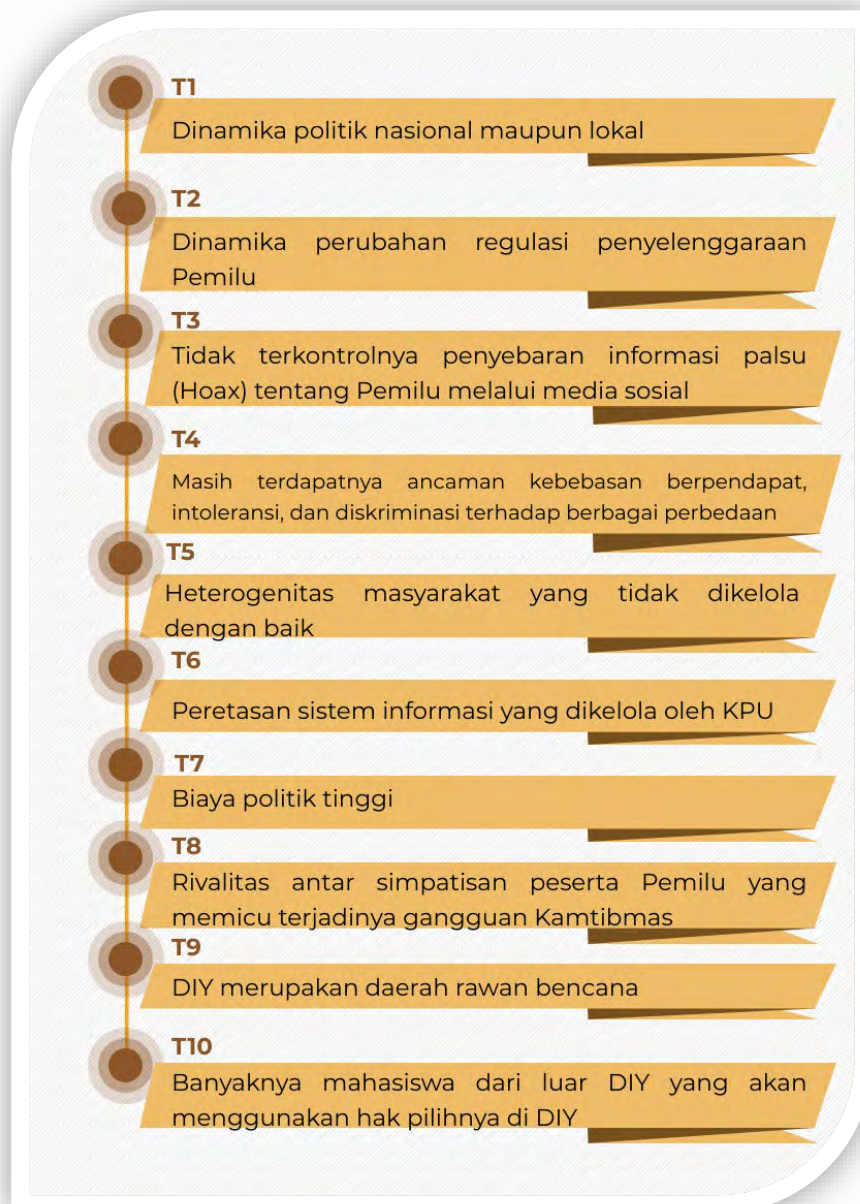 T1
Dinamika politik nasional maupun lokal
T2
Dinamika perubahan regulasi penyelenggaraan
Pemilu
T3
Tidak terkontrolnya penyebaran informasi palsu
(Hoax) tentang Pemilu melalui media sosial
T4
Masih terdapatnya ancaman kebebasan berpendapat,
intoleransi, dan diskriminasi terhadap berbagai perbedaan
T5
Heterogenitas masyarakat yang tidak dikelola
dengan baik
T6
Peretasan sistem informasi yang dikelola oleh KPU
T7
Biaya politik tinggi
T8
Rivalitas antar simpatisan peserta Pemilu yang
memicu terjadinya gangguan Kamtibmas
T9
DIY merupakan daerah rawan bencana
T10
Banyaknya mahasiswa dari luar DIY yang akan
menggunakan hak pilihnya di DIY